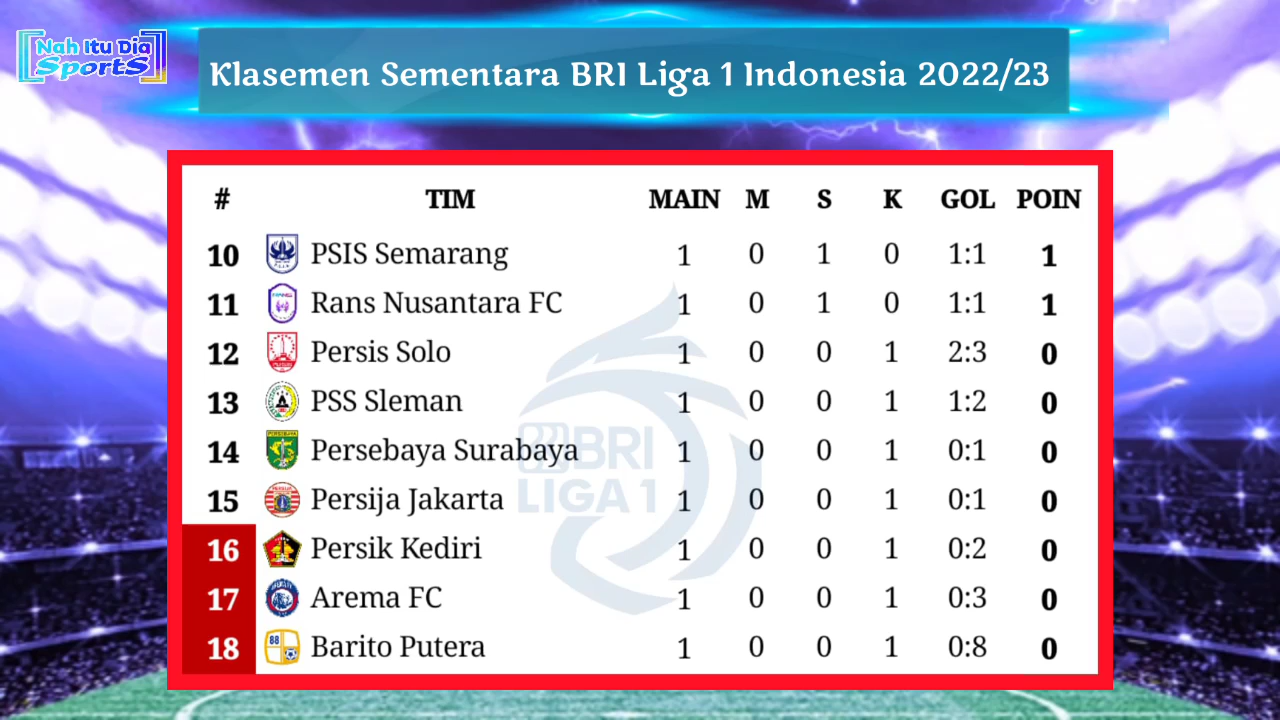 Nah Itu Dia
Sports
Klasemen Sementara BRI Liga 1 Indonesia 2022/23
# TIM MAIN M S K GOL POIN
10 PSIS Semarang 1 0 1 0 1:1 1
11 Rans Nusantara FC 1 0 1 0 1:1 1
12 Persis Solo 1 0 0 1 2:3 0
13 PSS Sleman 1 0 0 1 1:2 0
14 Persebaya Surabaya 1 0 0 1 0:1 0
15 Persija Jakarta 1 0 0 1 0:1 0
16 Persik Kediri 1 0 0 1 0:2 0
17 Arema FC 1 0 0 1 0:3 0
18 88 Barito Putera 1 0 0 1 0:8 0
BRI
LIGA 1